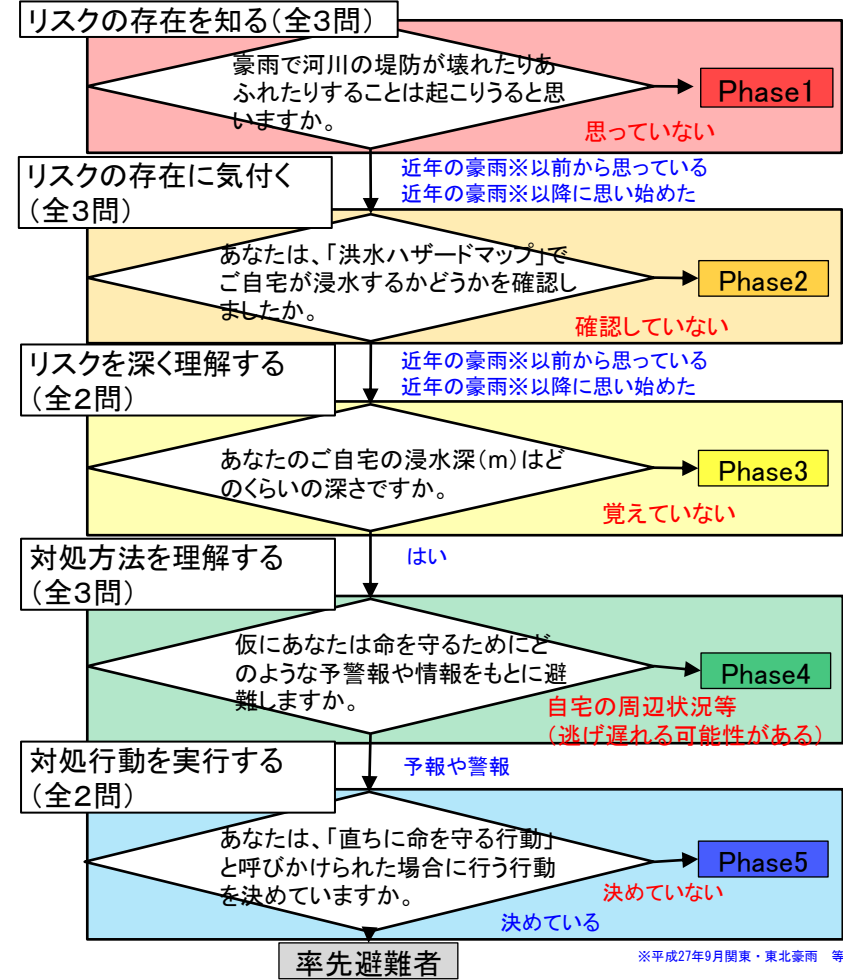 リスクの存在を知る（全３問）
豪雨で河川の堤防が壊れたりあ
ふれたりすることは起こりうると思
いますか。
Phase1
思っていない
近年の豪雨※以前から思っている
近年の豪雨※以降に思い始めた
リスクの存在に気付く
（全３問）
あなたは、「洪水ハザードマップ」で
ご自宅が浸水するかどうかを確認し
ましたか。
Phase2
確認していない
近年の豪雨※以前から思っている
近年の豪雨※以降に思い始めた
リスクを深く理解する
（全２問）
あなたのご自宅の浸水深（m）はど
のくらいの深さですか。
Phase3
覚えていない
はい
対処方法を理解する
（全３問）
仮にあなたは命を守るためにど
のような予警報や情報をもとに避
難しますか。
Phase4
自宅の周辺状況等
（逃げ遅れる可能性がある）
予報や警報
対処行動を実行する
（全２問）
あなたは、「直ちに命を守る行動」
と呼びかけられた場合に行う行動
を決めていますか。
Phase5
決めていない
決めている
率先避難者
※平成27年9月関東・東北豪雨　等